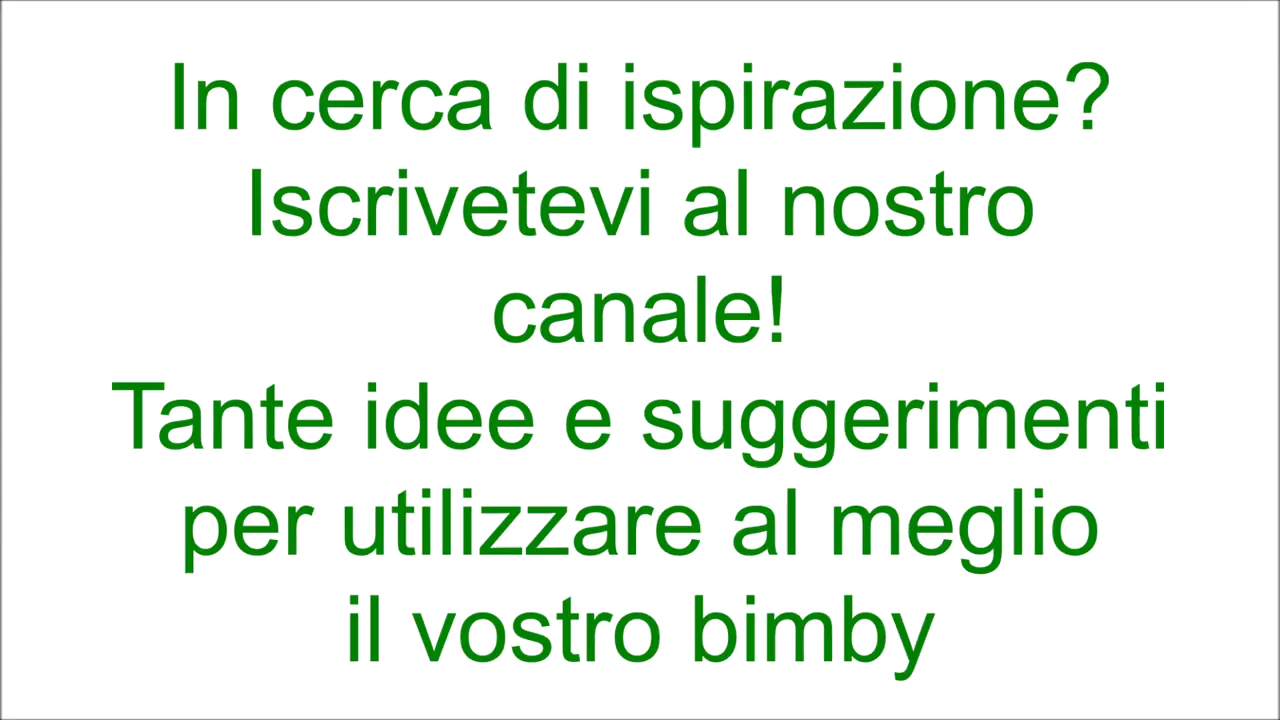 In cerca di ispirazione?
Iscrivetevi al nostro
canale!
Tante idee e suggerimenti
per utilizzare al meglio
il vostro bimby